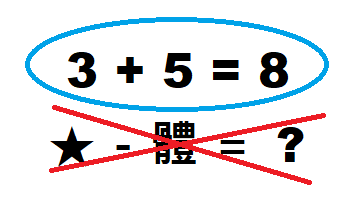 3 + 5 = 8
★ - 體 = ?